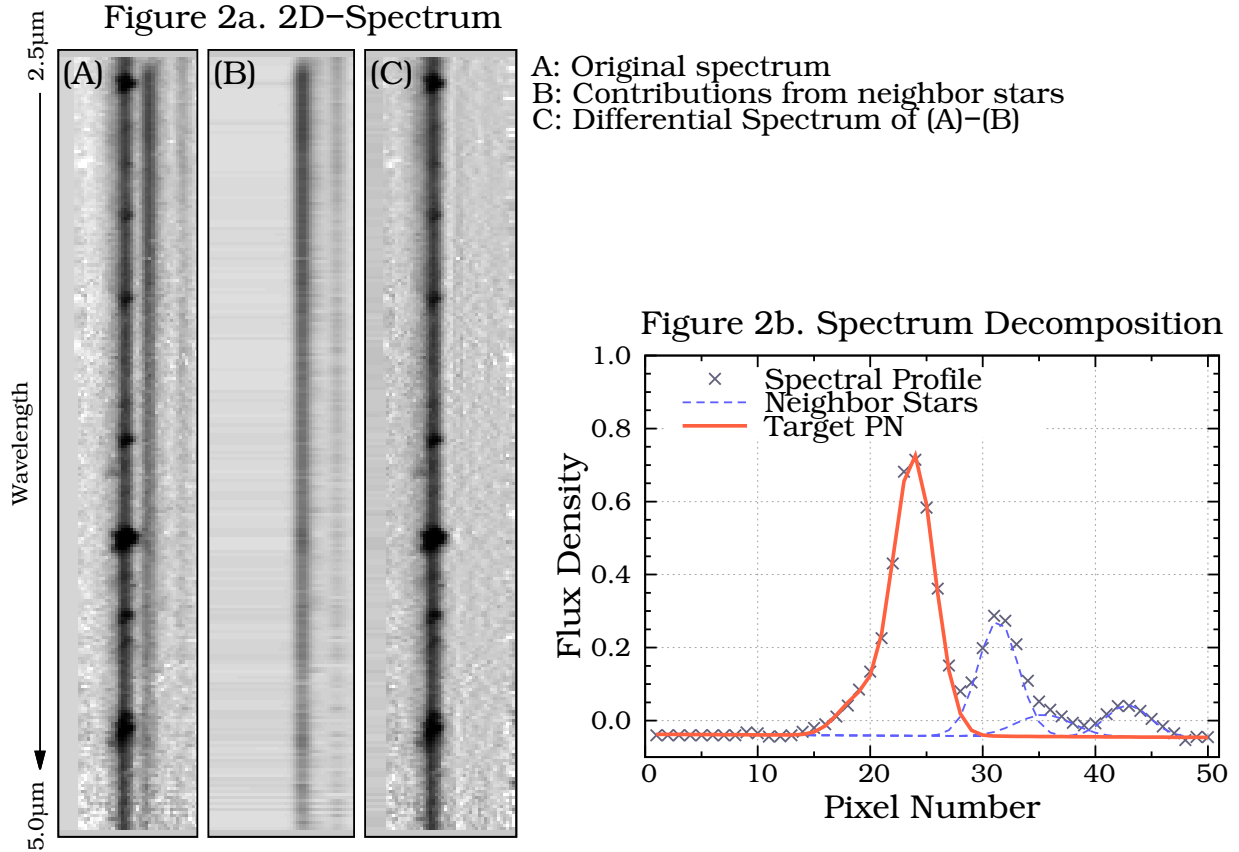 Figure 2a. 2D−Spectrum
2.5μm
Wavelength
5.0μm
(A)
(B)
(C)
A: Original spectrum
B: Contributions from neighbor stars
C: Differential Spectrum of (A)−(B)
Figure 2b. Spectrum Decomposition
Spectral Profile
Neighbor Stars
Target PN
Flux Density
1.0
0.8
0.6
0.4
0.2
0.0
0 10 20 30 40 50
Pixel Number